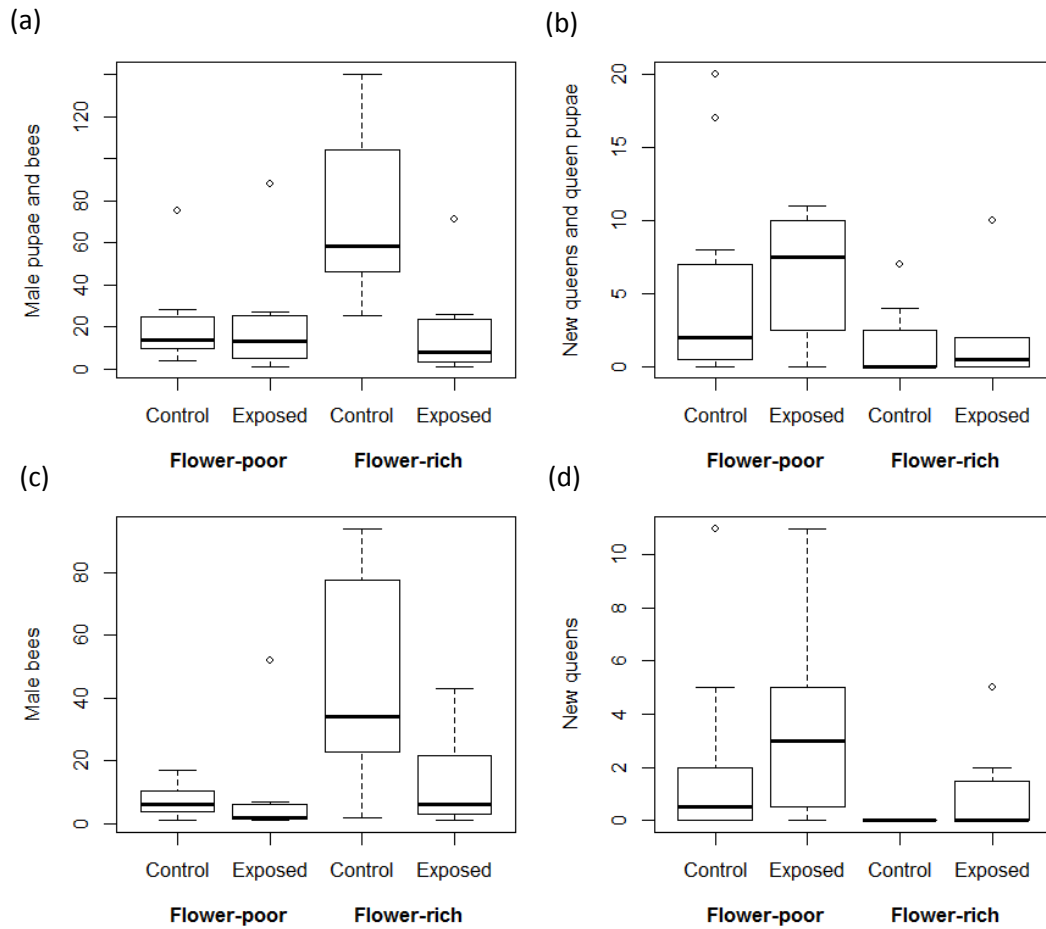 (a)
Male pupae and bees
120
80
60
40
20
0
Control Exposed Control Exposed
Flower-poor Flower-rich
(b)
New queens and queen pupae
20
15
10
5
0
Control Exposed Control Exposed
Flower-poor Flower-rich
(c)
Male bees
80
60
40
20
0
Control Exposed Control Exposed
Flower-poor Flower-rich
(d)
New queens
10
8
6
4
2
0
Control Exposed Control Exposed
Flower-poor Flower-rich